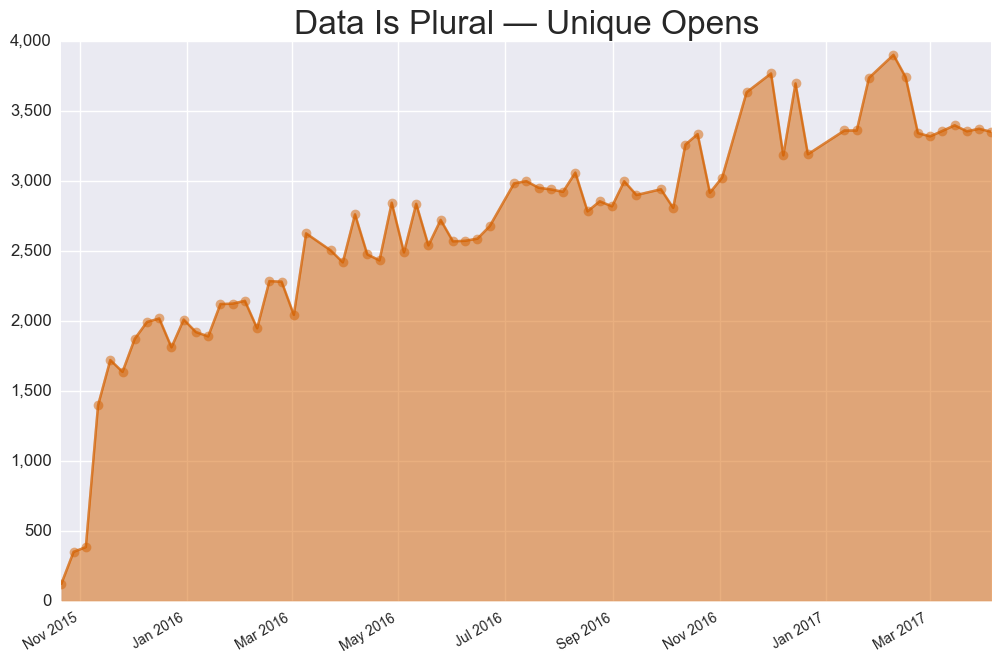 Data Is Plural — Unique Opens
4,000
3,500
3,000
2,500
2,000
1,500
1,000
500
0
Nov 2015
Jan 2016
Mar 2016
May 2016
Jul 2016
Sep 2016
Nov 2016
Jan 2017
Mar 2017